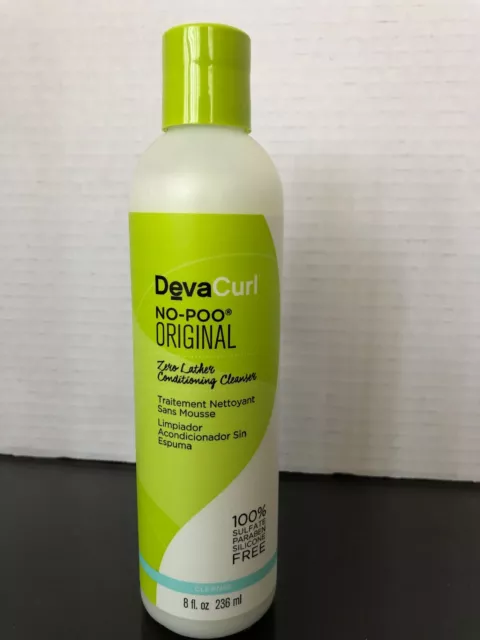 DevaCurl
NO-POO®
ORIGINAL
Zero Lather
Conditioning Cleanser
Traitement Nettoyant
Sans Mousse
Limpiador
Acondicionador Sin
Espuma
100%
SULFATE
PARABEN
SILICONE
FREE
CLEANSE
8 fl. oz 236 ml